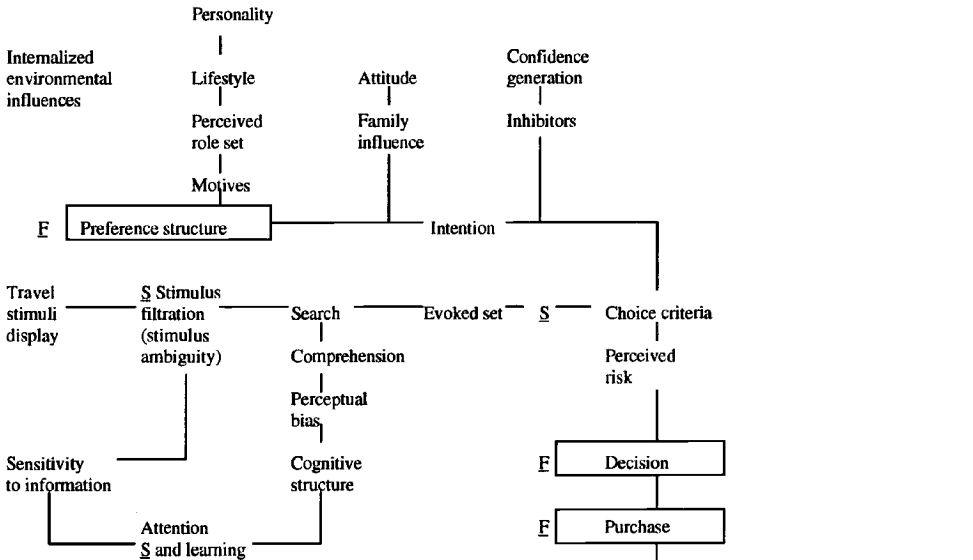 Personality
Internalized
environmental
influences
Lifestyle
Attitude
Confidence
generation
Perceived
role set
Family
influence
Inhibitors
Motives
F
Preference structure
Intention
Travel
stimuli
display
S Stimulus
filtration
(stimulus
ambiguity)
Search
Evoked set
S
Choice criteria
Comprehension
Perceived
risk
Perceptual
bias
Sensitivity
to information
Cognitive
structure
F
Decision
Attention
S and learning
F
Purchase